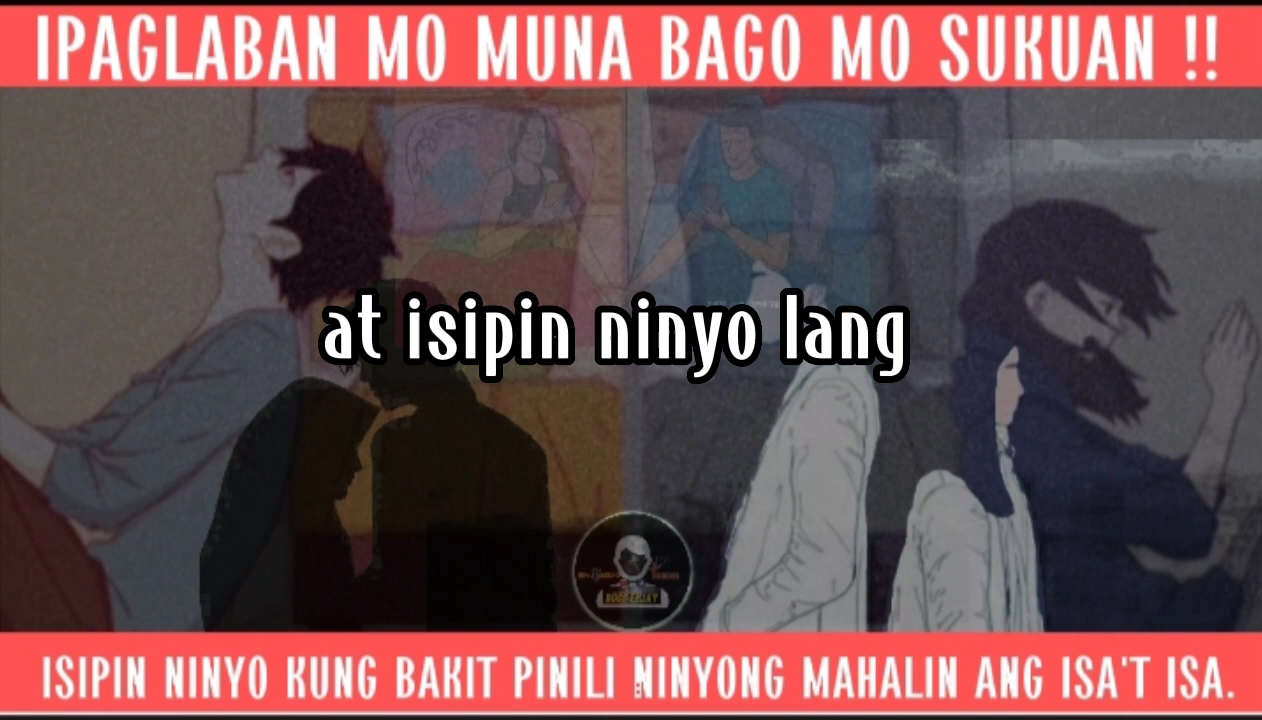 IPAGLABAN MO MUNA BAGO MO SUKUAN !!
at isipin ninyo lang
ISIPIN NINYO KUNG BAKIT PINILI NINYONG MAHALIN ANG ISA'T ISA.